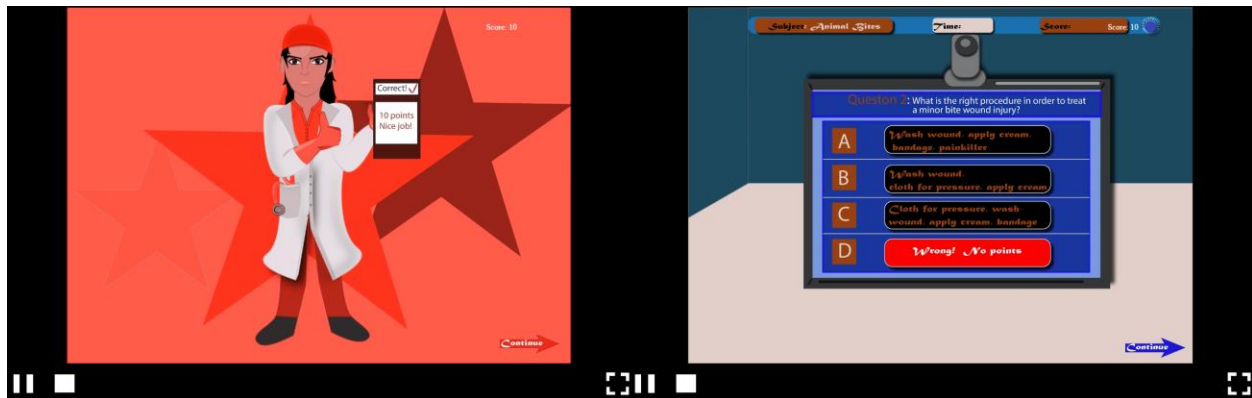 Score: 10
Correct!
10 points
Nice job!
Continue
Subject: Animal Bites
Time:
Score:
Score: 10
Queston 2: What is the right procedure in order to treat
a minor bite wound injury?
A
Wash wound. apply cream.
bandage. painkiller
B
Wash wound.
cloth for pressure. apply cream
C
Cloth for pressure. wash
wound. apply cream. bandage
D
Wrong! No points
Continue